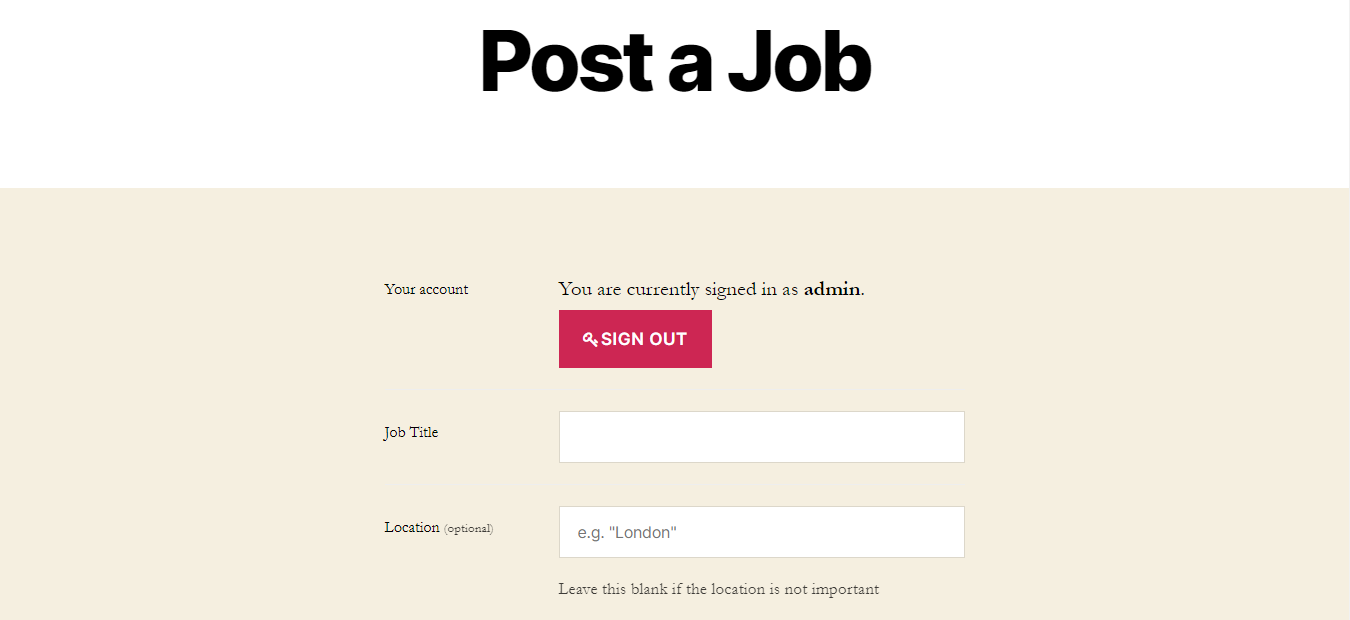 Post a Job
Your account
You are currently signed in as admin.
SIGN OUT
Job Title
Location (optional)
e.g. "London"
Leave this blank if the location is not important